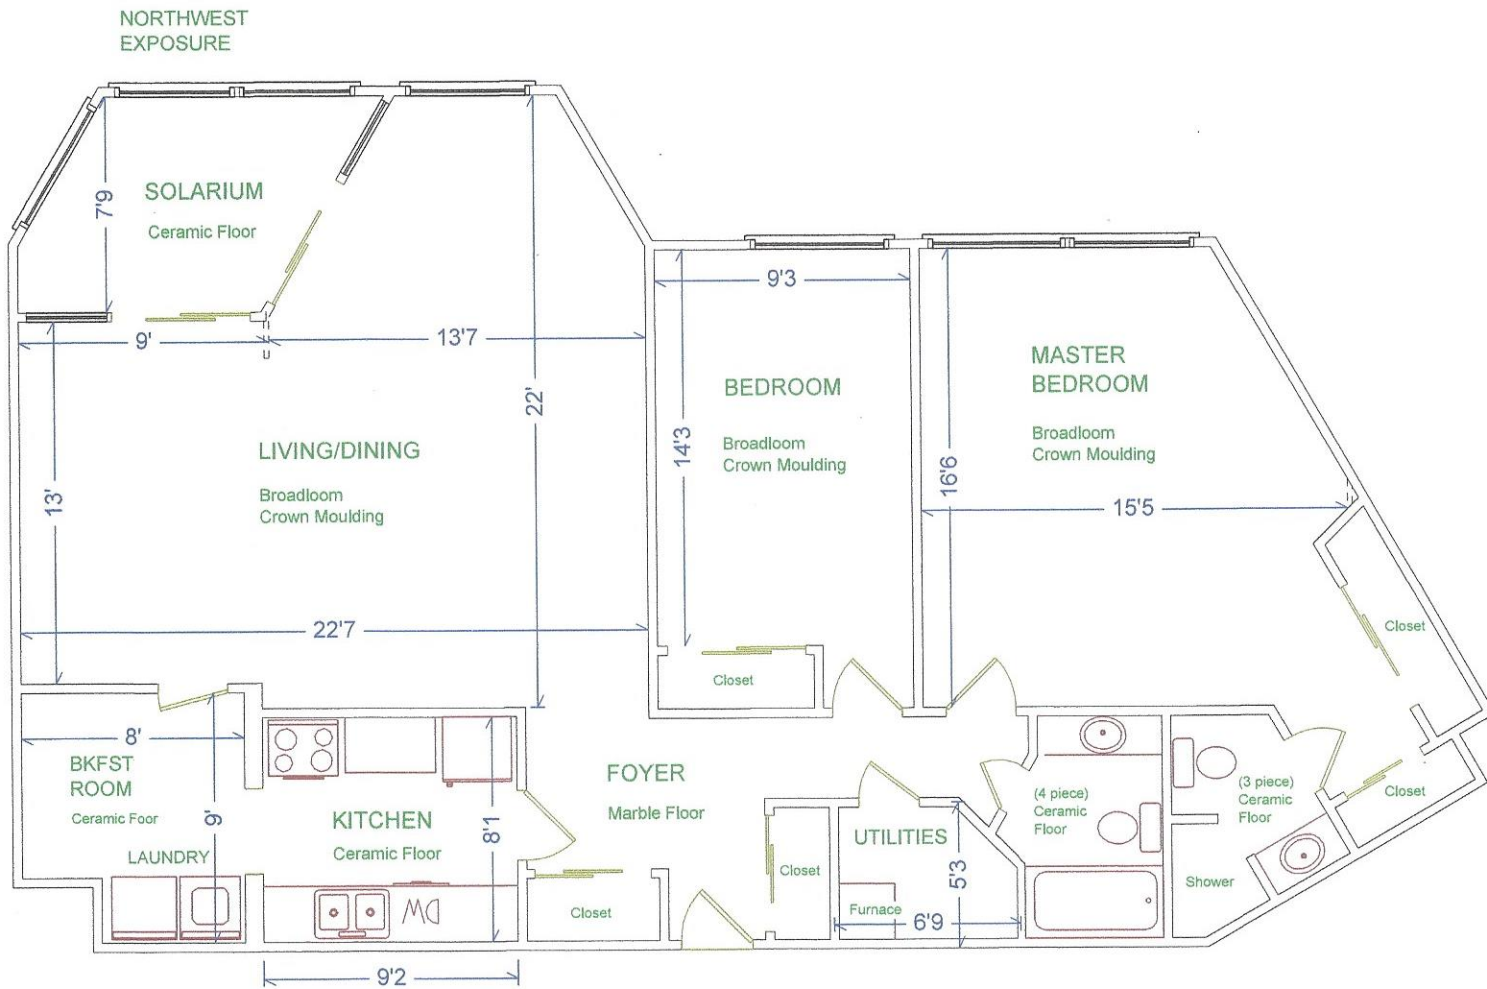 NORTHWEST
EXPOSURE
SOLARIUM
Ceramic Floor
7'9
9'
13'7
22'
LIVING/DINING
Broadloom
Crown Moulding
13'
22'7
9'3
BEDROOM
Broadloom
Crown Moulding
14'3
Closet
MASTER
BEDROOM
Broadloom
Crown Moulding
16'6
15'5
Closet
8'
BKFST
ROOM
Ceramic Foor
9'
LAUNDRY
KITCHEN
Ceramic Floor
8'1
DW
9'2
FOYER
Marble Floor
Closet
Closet
UTILITIES
Furnace
5'3
6'9
(4 piece)
Ceramic
Floor
(3 piece)
Ceramic
Floor
Shower
Closet